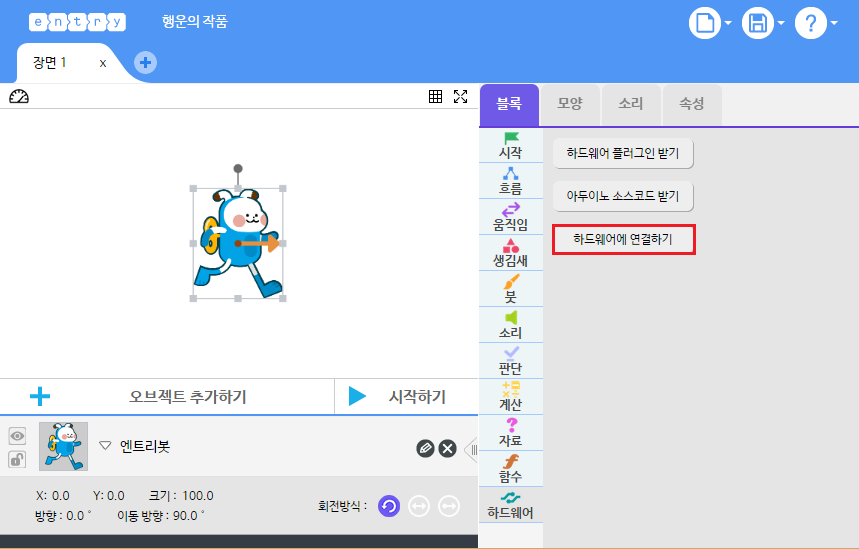 entry 행운의 작품
장면 1 x
블록 모양 소리 속성
시작
흐름
움직임
생김새
붓
소리
판단
계산
자료
함수
하드웨어
하드웨어 플러그인 받기
아두이노 소스코드 받기
하드웨어에 연결하기
오브젝트 추가하기 시작하기
엔트리봇
X: 0.0 Y: 0.0 크기 : 100.0
방향 : 0.0 ˚ 이동 방향 : 90.0 ˚
회전방식 :